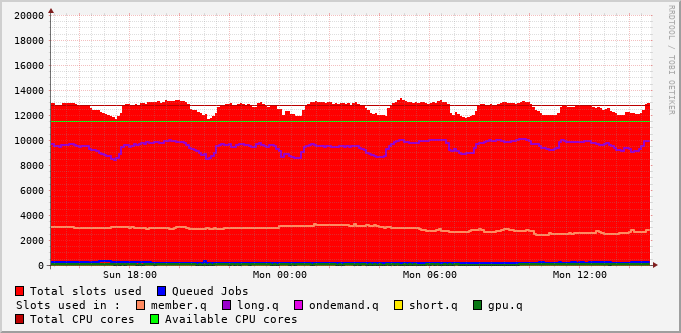 20000
18000
16000
14000
12000
10000
8000
6000
4000
2000
0
Sun 18:00 Mon 00:00 Mon 06:00 Mon 12:00
RRDTOOL / TOBI OETIKER
Total slots used Queued Jobs
Slots used in : member.q long.q ondemand.q short.q gpu.q
Total CPU cores Available CPU cores